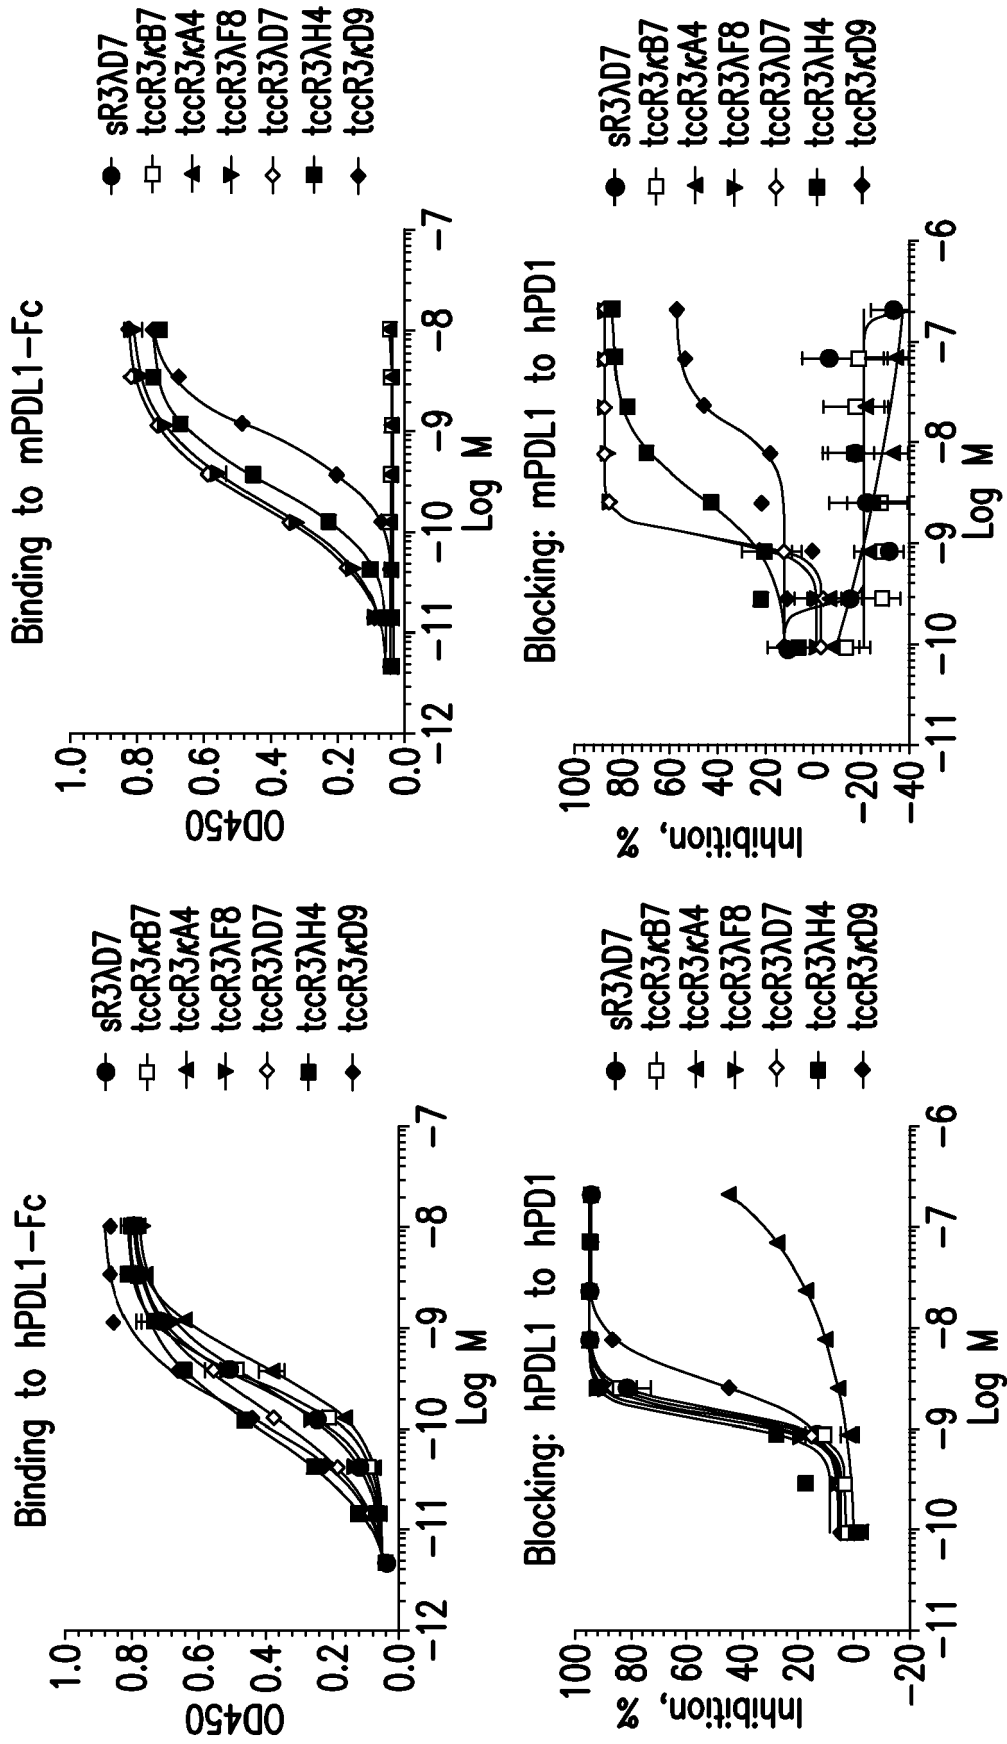 Binding to hPDL1-Fc
OD450
1.0
0.8
0.6
0.4
0.2
0.0
-12
-11
-10
-9
-8
-7
Log M
sR3λD7
tccR3κB7
tccR3κA4
tccR3λF8
tccR3λD7
tccR3λH4
tccR3κD9
Binding to mPDL1-Fc
OD450
1.0
0.8
0.6
0.4
0.2
0.0
-12
-11
-10
-9
-8
-7
Log M
sR3λD7
tccR3κB7
tccR3κA4
tccR3λF8
tccR3λD7
tccR3λH4
tccR3κD9
Blocking: hPDL1 to hPD1
Inhibition, %
100
80
60
40
20
0
-20
-11
-10
-9
-8
-7
-6
Log M
sR3λD7
tccR3κB7
tccR3κA4
tccR3λF8
tccR3λD7
tccR3λH4
tccR3κD9
Blocking: mPDL1 to hPD1
Inhibition, %
100
80
60
40
20
0
-20
-40
-11
-10
-9
-8
-7
-6
Log M
sR3λD7
tccR3κB7
tccR3κA4
tccR3λF8
tccR3λD7
tccR3λH4
tccR3κD9